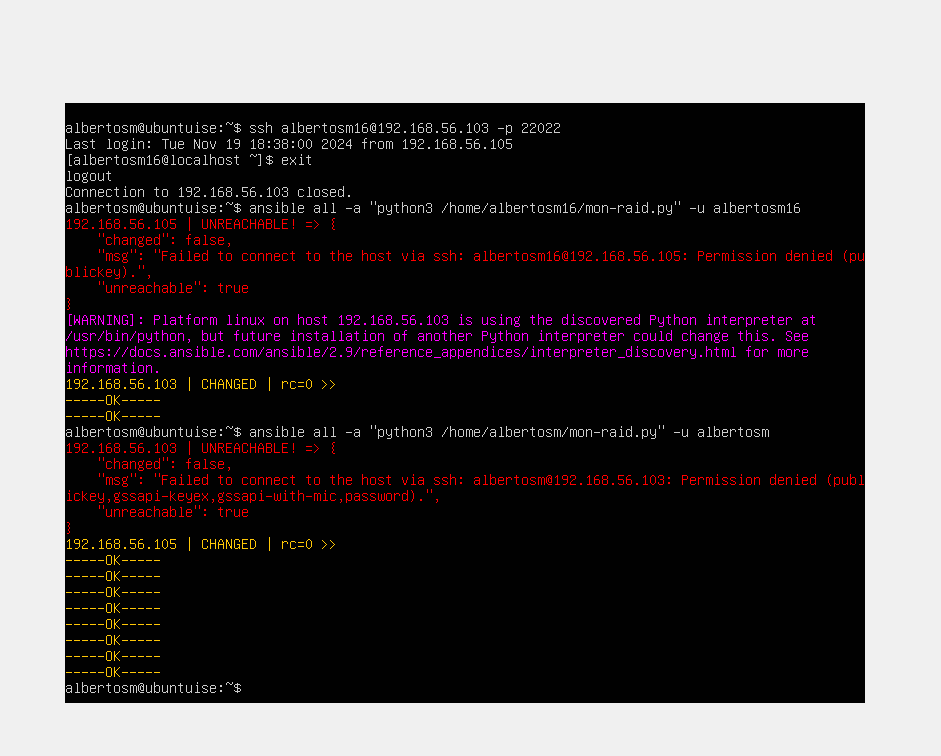 albertosm@ubuntuise:~$ ssh albertosm16@192.168.56.103 -p 22022
Last login: Tue Nov 19 18:38:00 2024 from 192.168.56.105
[albertosm16@localhost ~]$ exit
logout
Connection to 192.168.56.103 closed.
albertosm@ubuntuise:~$ ansible all -a "python3 /home/albertosm16/mon-raid.py" -u albertosm16
192.168.56.105 | UNREACHABLE! => {
    "changed": false,
    "msg": "Failed to connect to the host via ssh: albertosm16@192.168.56.105: Permission denied (pu
blickey).",
    "unreachable": true
}
[WARNING]: Platform linux on host 192.168.56.103 is using the discovered Python interpreter at
/usr/bin/python, but future installation of another Python interpreter could change this. See
https://docs.ansible.com/ansible/2.9/reference_appendices/interpreter_discovery.html for more
information.
192.168.56.103 | CHANGED | rc=0 >>
-----OK-----
-----OK-----
albertosm@ubuntuise:~$ ansible all -a "python3 /home/albertosm/mon-raid.py" -u albertosm
192.168.56.103 | UNREACHABLE! => {
    "changed": false,
    "msg": "Failed to connect to the host via ssh: albertosm@192.168.56.103: Permission denied (publ
ickey,gssapi-keyex,gssapi-with-mic,password).",
    "unreachable": true
}
192.168.56.105 | CHANGED | rc=0 >>
-----OK-----
-----OK-----
-----OK-----
-----OK-----
-----OK-----
-----OK-----
-----OK-----
-----OK-----
albertosm@ubuntuise:~$